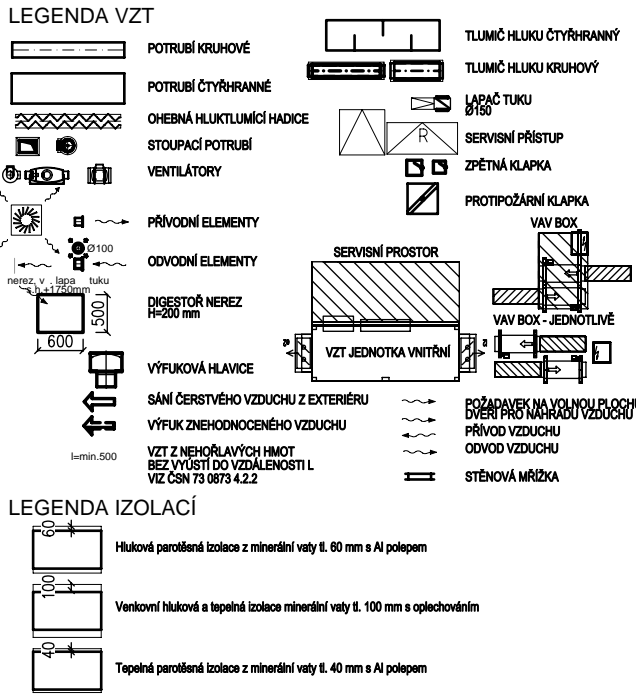 LEGENDA VZT
POTRUBÍ KRUHOVÉ
POTRUBÍ ČTYŘHRANNÉ
OHEBNÁ HLUKTLUMÍCÍ HADICE
STOUPACÍ POTRUBÍ
VENTILÁTORY
PŘÍVODNÍ ELEMENTY
Ø100
ODVODNÍ ELEMENTY
nerez. v . lapa tuku
s.h.+1750mm
DIGESTOŘ NEREZ
H=200 mm
500
600
VÝFUKOVÁ HLAVICE
SÁNÍ ČERSTVÉHO VZDUCHU Z EXTERIÉRU
VÝFUK ZNEHODNOCENÉHO VZDUCHU
l=min.500
VZT Z NEHOŘLAVÝCH HMOT
BEZ VYÚSTÍ DO VZDÁLENOSTI L
VIZ ČSN 73 0873 4.2.2
TLUMIČ HLUKU ČTYŘHRANNÝ
TLUMIČ HLUKU KRUHOVÝ
LAPAČ TUKU
Ø150
R
SERVISNÍ PŘÍSTUP
ZPĚTNÁ KLAPKA
PROTIPOŽÁRNÍ KLAPKA
VAV BOX
SERVISNÍ PROSTOR
VZT JEDNOTKA VNITŘNÍ
VAV BOX - JEDNOTLIVĚ
POŽADAVEK NA VOLNOU PLOCHU
DVEŘÍ PRO NÁHRADU VZDUCHU
PŘÍVOD VZDUCHU
ODVOD VZDUCHU
STĚNOVÁ MŘÍŽKA
LEGENDA IZOLACÍ
60
Hluková parotěsná izolace z minerální vaty tl. 60 mm s Al polepem
100
Venkovní hluková a tepelná izolace minerální vaty tl. 100 mm s oplechováním
40
Tepelná parotěsná izolace z minerální vaty tl. 40 mm s Al polepem